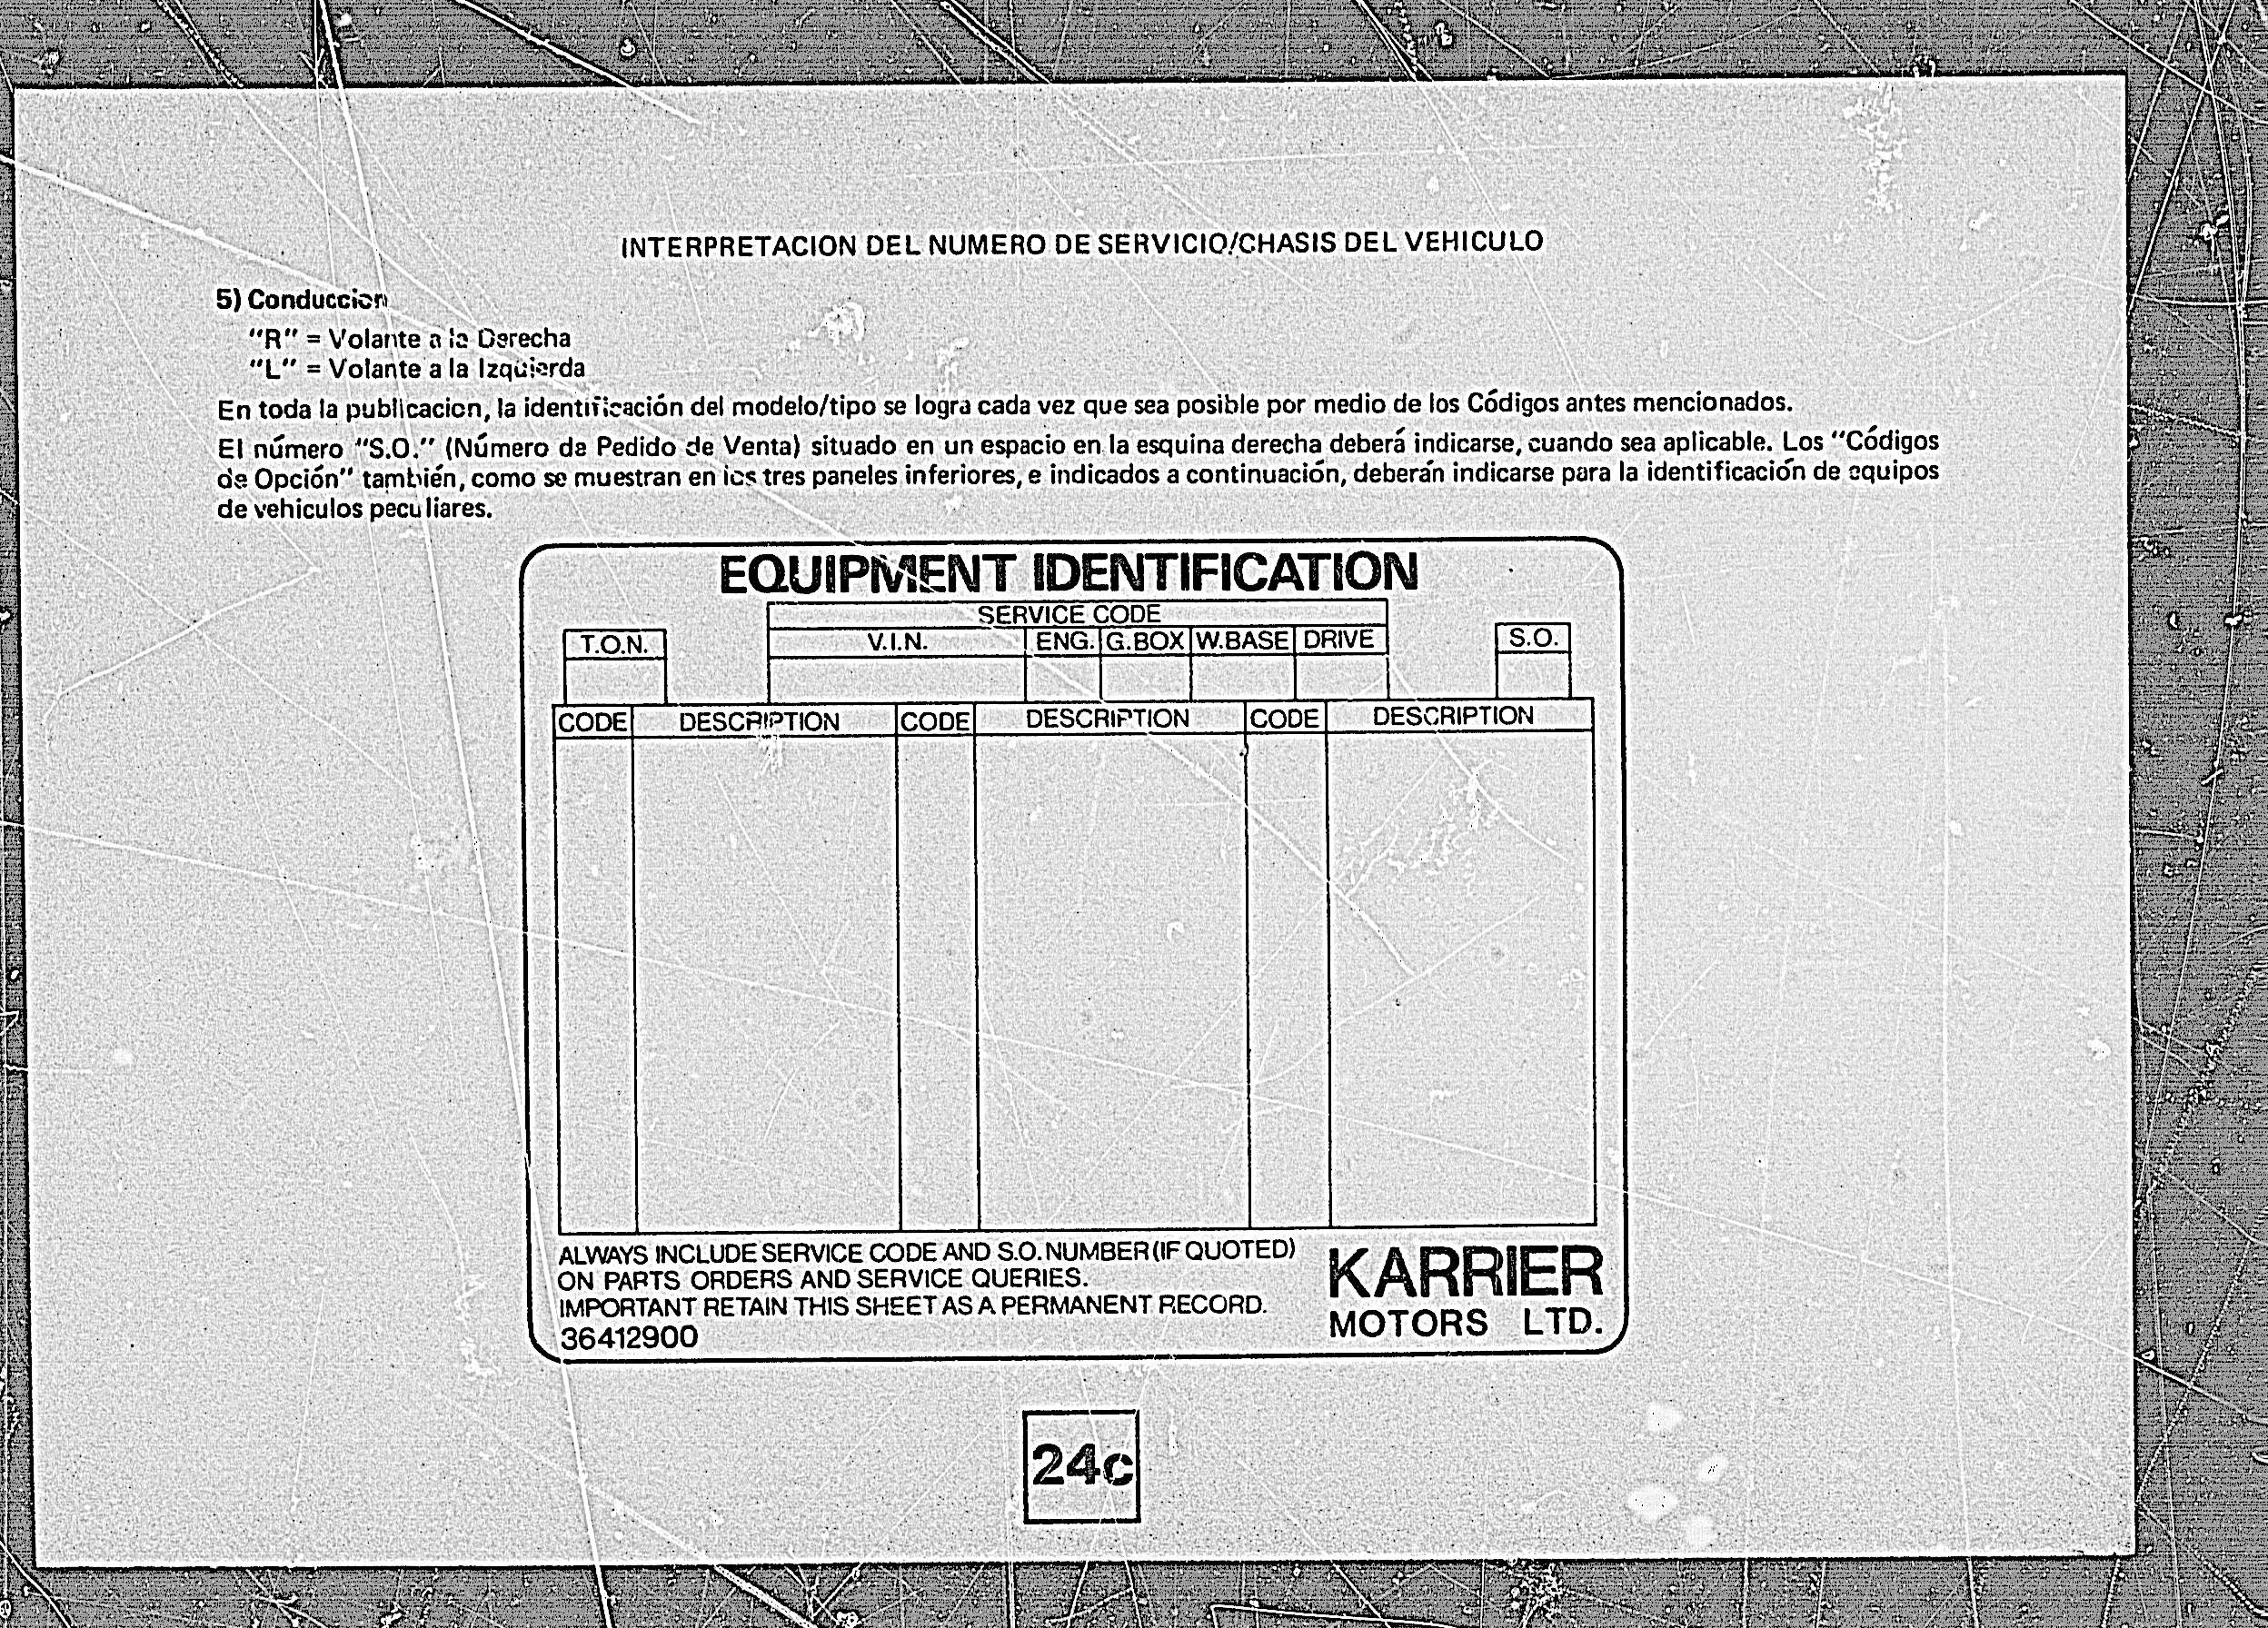 INTERPRETACION DEL NUMERO DE SERVICIO/CHASIS DEL VEHICULO
5) Conduccion
"R" = Volante a la Derecha
"L" = Volante a la Izquierda
En toda la publicacion, la identificación del modelo/tipo se logra cada vez que sea posible por medio de los Códigos antes mencionados.
El número "S.O." (Número de Pedido de Venta) situado en un espacio en la esquina derecha deberá indicarse, cuando sea aplicable. Los "Códigos
de Opción" también, como se muestran en los tres paneles inferiores, e indicados a continuación, deberán indicarse para la identificación de equipos
de vehiculos peculiares.
EQUIPMENT IDENTIFICATION
SERVICE CODE
T.O.N. V.I.N. ENG. G.BOX W.BASE DRIVE S.O.
CODE DESCRIPTION CODE DESCRIPTION CODE DESCRIPTION
ALWAYS INCLUDE SERVICE CODE AND S.O. NUMBER (IF QUOTED)
ON PARTS ORDERS AND SERVICE QUERIES.
IMPORTANT RETAIN THIS SHEET AS A PERMANENT RECORD.
36412900
KARRIER
MOTORS LTD.
24c